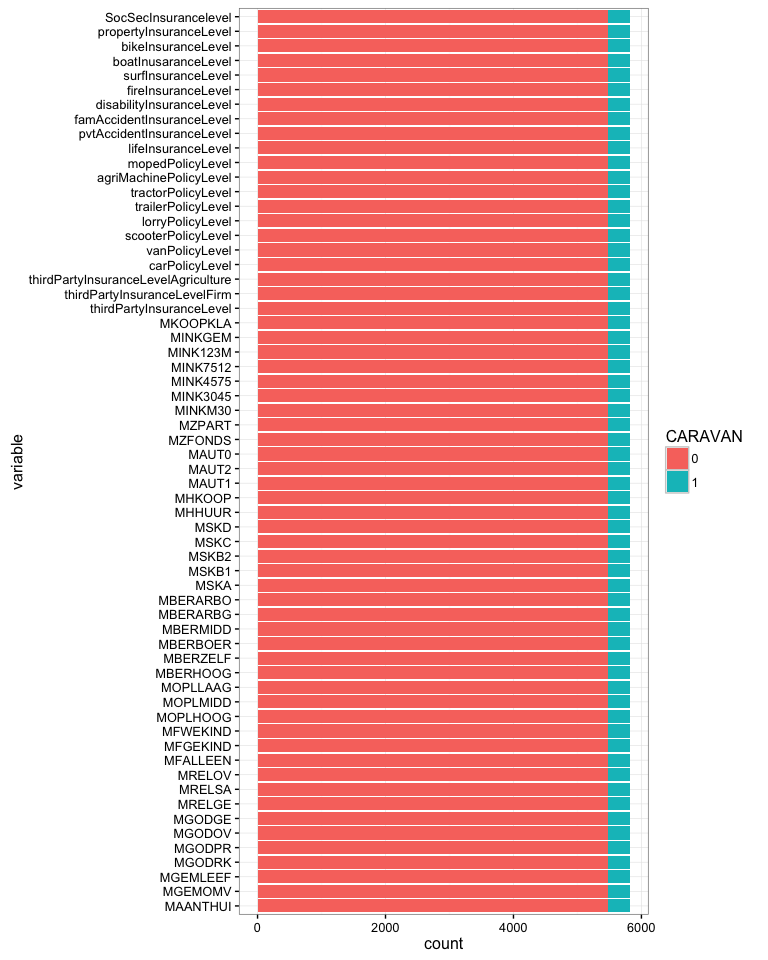 SocSecInsurancelevel
propertyInsuranceLevel
bikeInsuranceLevel
boatInusaranceLevel
surfInsuranceLevel
fireInsuranceLevel
disabilityInsuranceLevel
famAccidentInsuranceLevel
pvtAccidentInsuranceLevel
lifeInsuranceLevel
mopedPolicyLevel
agriMachinePolicyLevel
tractorPolicyLevel
trailerPolicyLevel
lorryPolicyLevel
scooterPolicyLevel
vanPolicyLevel
carPolicyLevel
thirdPartyInsuranceLevelAgriculture
thirdPartyInsuranceLevelFirm
thirdPartyInsuranceLevel
MKOOPKLA
MINKGEM
MINK123M
MINK7512
MINK4575
MINK3045
MINKM30
MZPART
MZFONDS
MAUT0
MAUT2
MAUT1
MHKOOP
MHHUUR
MSKD
MSKC
MSKB2
MSKB1
MSKA
MBERARBO
MBERARBG
MBERMIDD
MBERBOER
MBERZELF
MBERHOOG
MOPLLAAG
MOPLMIDD
MOPLHOOG
MFWEKIND
MFGEKIND
MFALLEEN
MRELOV
MRELSA
MRELGE
MGODGE
MGODOV
MGODPR
MGODRK
MGEMLEEF
MGEMOMV
MAANTHUI
variable
0 2000 4000 6000
count
CARAVAN
0
1